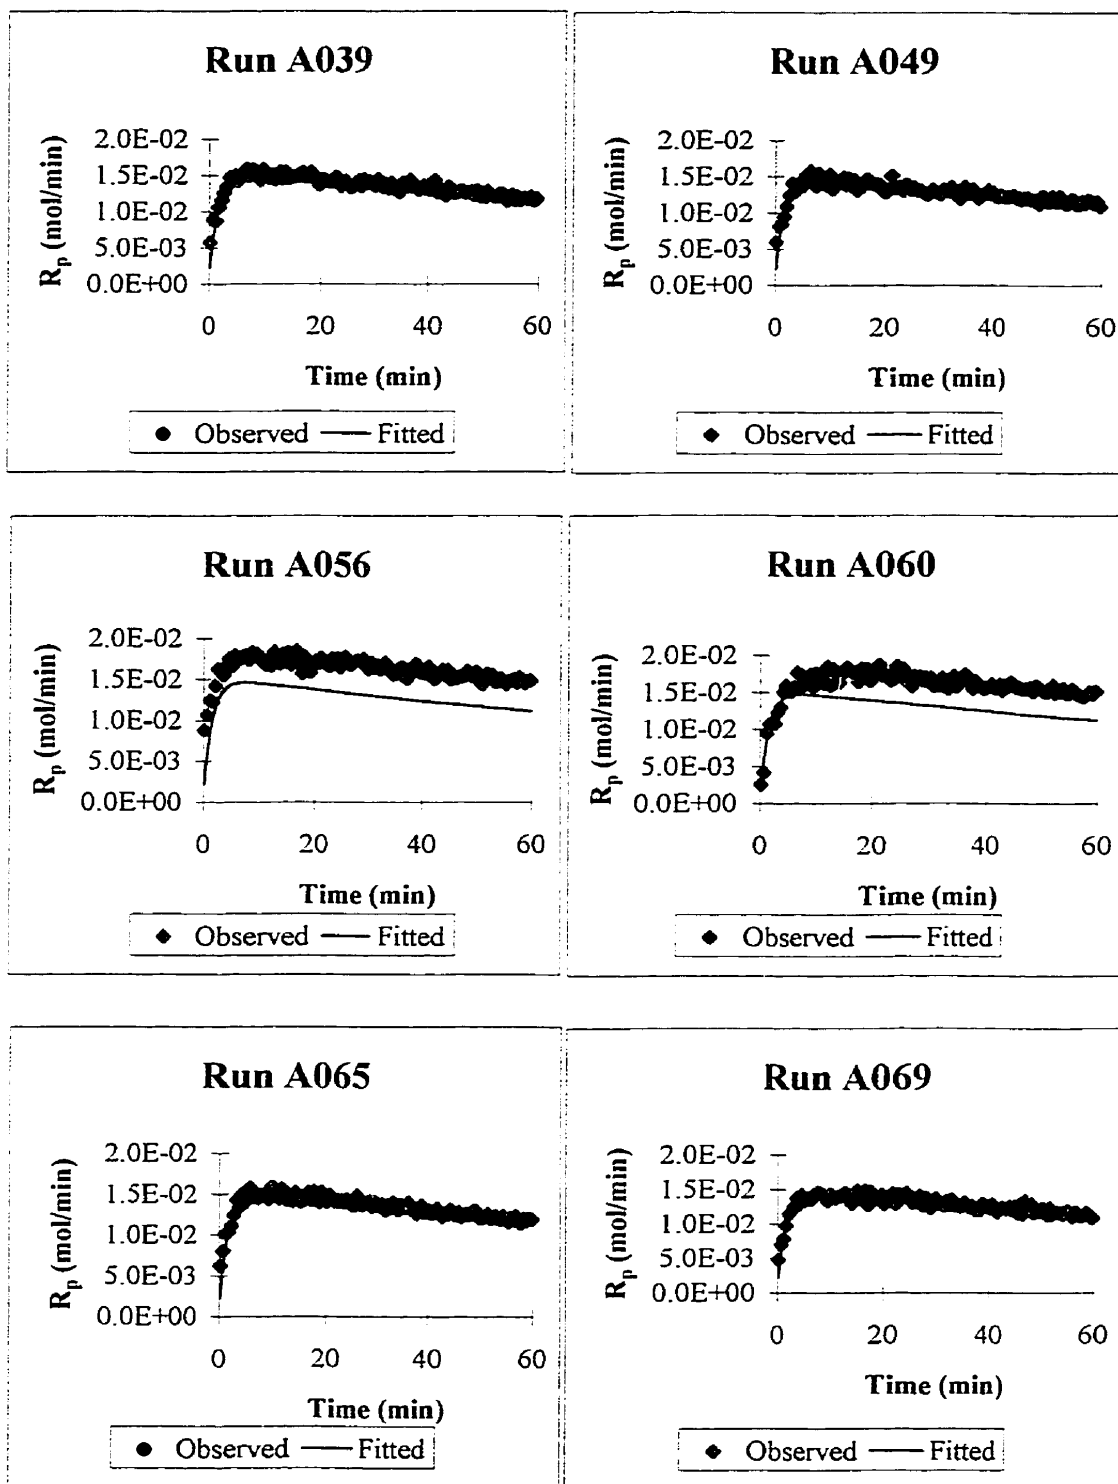 Run A039
2.0E-02
1.5E-02
1.0E-02
5.0E-03
0.0E+00
R_p (mol/min)
0 20 40 60
Time (min)
Observed Fitted
Run A049
2.0E-02
1.5E-02
1.0E-02
5.0E-03
0.0E+00
R_p (mol/min)
0 20 40 60
Time (min)
Observed Fitted
Run A056
2.0E-02
1.5E-02
1.0E-02
5.0E-03
0.0E+00
R_p (mol/min)
0 20 40 60
Time (min)
Observed Fitted
Run A060
2.0E-02
1.5E-02
1.0E-02
5.0E-03
0.0E+00
R_p (mol/min)
0 20 40 60
Time (min)
Observed Fitted
Run A065
2.0E-02
1.5E-02
1.0E-02
5.0E-03
0.0E+00
R_p (mol/min)
0 20 40 60
Time (min)
Observed Fitted
Run A069
2.0E-02
1.5E-02
1.0E-02
5.0E-03
0.0E+00
R_p (mol/min)
0 20 40 60
Time (min)
Observed Fitted